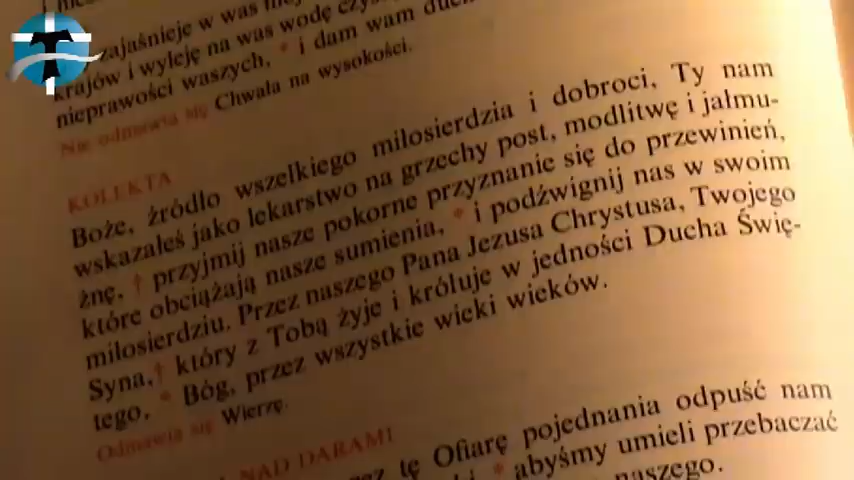 zajaśnieje w was
krajów i wyleję na was wodę
nieprawości waszych, * i dam wam
Nie odmawia się Chwała na wysokości.
KOLEKTA
Boże, źródło wszelkiego miłosierdzia i dobroci, Ty nam
wskazałeś jako lekarstwo na grzechy post, modlitwę i jałmu-
żnę, † przyjmij nasze pokorne przyznanie się do przewinień,
które obciążają nasze sumienia, * i podźwignij nas w swoim
miłosierdziu. Przez naszego Pana Jezusa Chrystusa, Twojego
Syna, † który z Tobą żyje i króluje w jedności Ducha Świę-
tego, * Bóg, przez wszystkie wieki wieków.
Odmawia się Wierzę.
NAD DARAMI
tę Ofiarę pojednania odpuść nam
* abyśmy umieli przebaczać
naszego.